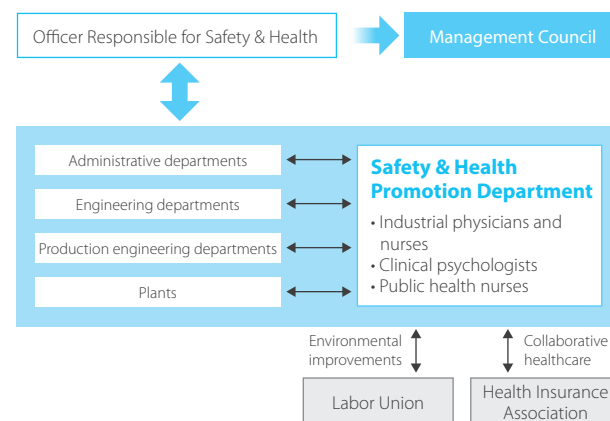 Officer Responsible for Safety & Health
Management Council
Administrative departments
Engineering departments
Production engineering departments
Plants
Safety & Health
Promotion Department
• Industrial physicians and
nurses
• Clinical psychologists
• Public health nurses
Environmental
improvements
Collaborative
healthcare
Labor Union
Health Insurance
Association